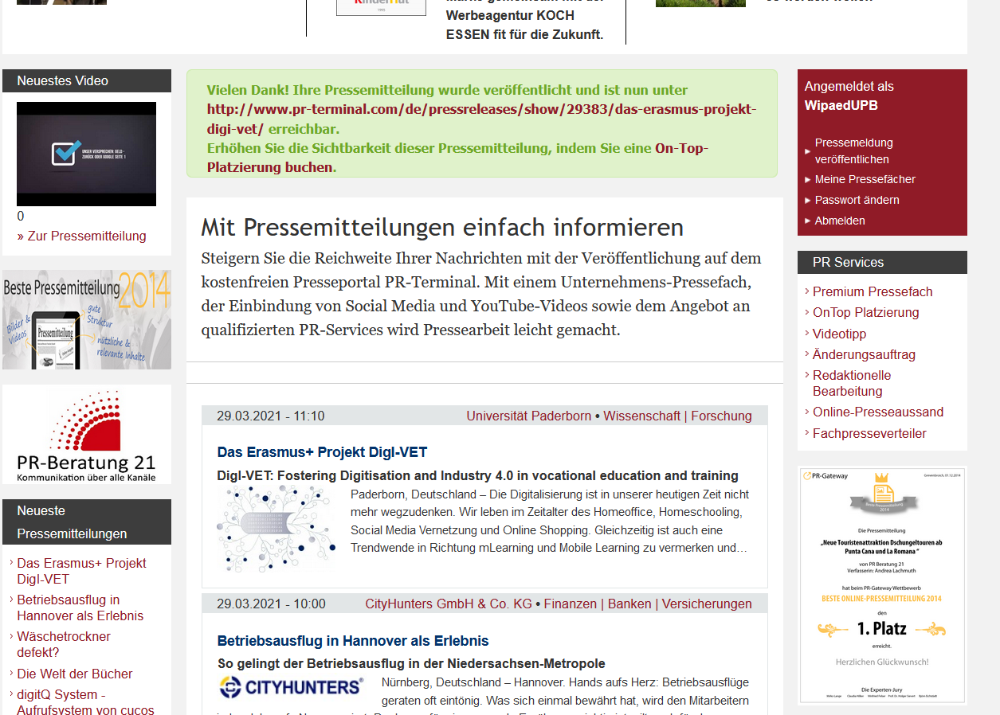 KinderHut
Werbeagentur KOCH
ESSEN fit für die Zukunft.
Neuestes Video
UNSER VERSPRECHEN: GELD -
ZURÜCK ODER GOOGLE SEITE 1
0
» Zur Pressemitteilung
Beste Pressemitteilung 2014
Bilder &
Videos
gute
Struktur
Pressemitteilung
nützliche &
relevante Inhalte
PR-Beratung 21
Kommunikation über alle Kanäle
Neueste
Pressemitteilungen
Das Erasmus+ Projekt
DigI-VET
Betriebsausflug in
Hannover als Erlebnis
Wäschetrockner
defekt?
Die Welt der Bücher
digitQ System -
Aufrufsystem von cucos
Vielen Dank! Ihre Pressemitteilung wurde veröffentlicht und ist nun unter
http://www.pr-terminal.com/de/pressreleases/show/29383/das-erasmus-projekt-
digi-vet/ erreichbar.
Erhöhen Sie die Sichtbarkeit dieser Pressemitteilung, indem Sie eine On-Top-
Platzierung buchen.
Mit Pressemitteilungen einfach informieren
Steigern Sie die Reichweite Ihrer Nachrichten mit der Veröffentlichung auf dem
kostenfreien Presseportal PR-Terminal. Mit einem Unternehmens-Pressefach,
der Einbindung von Social Media und YouTube-Videos sowie dem Angebot an
qualifizierten PR-Services wird Pressearbeit leicht gemacht.
29.03.2021 - 11:10 Universität Paderborn • Wissenschaft | Forschung
Das Erasmus+ Projekt DigI-VET
DigI-VET: Fostering Digitisation and Industry 4.0 in vocational education and training
Paderborn, Deutschland – Die Digitalisierung ist in unserer heutigen Zeit nicht
mehr wegzudenken. Wir leben im Zeitalter des Homeoffice, Homeschooling,
Social Media Vernetzung und Online Shopping. Gleichzeitig ist auch eine
Trendwende in Richtung mLearning und Mobile Learning zu vermerken und…
29.03.2021 - 10:00 CityHunters GmbH & Co. KG • Finanzen | Banken | Versicherungen
Betriebsausflug in Hannover als Erlebnis
So gelingt der Betriebsausflug in der Niedersachsen-Metropole
CITYHUNTERS
Nürnberg, Deutschland – Hannover. Hands aufs Herz: Betriebsausflüge
geraten oft eintönig. Was sich einmal bewährt hat, wird den Mitarbeitern
Angemeldet als
WipaedUPB
Pressemeldung
veröffentlichen
Meine Pressefächer
Passwort ändern
Abmelden
PR Services
Premium Pressefach
OnTop Platzierung
Videotipp
Änderungsauftrag
Redaktionelle
Bearbeitung
Online-Presseaussand
Fachpresseverteiler
PR-Gateway
Grevenbroich, 01.12.2014
Beste Pressemitteilung
2014
Die Pressemitteilung
„Neue Touristenattraktion Dschungeltouren ab
Punta Cana und La Romana "
von PR Beratung 21
Verfasserin: Andrea Lachmuth
hat beim PR-Gateway Wettbewerb
BESTE ONLINE-PRESSEMITTEILUNG 2014
den
1. Platz
erreicht.
Herzlichen Glückwunsch!
Die Experten-Jury